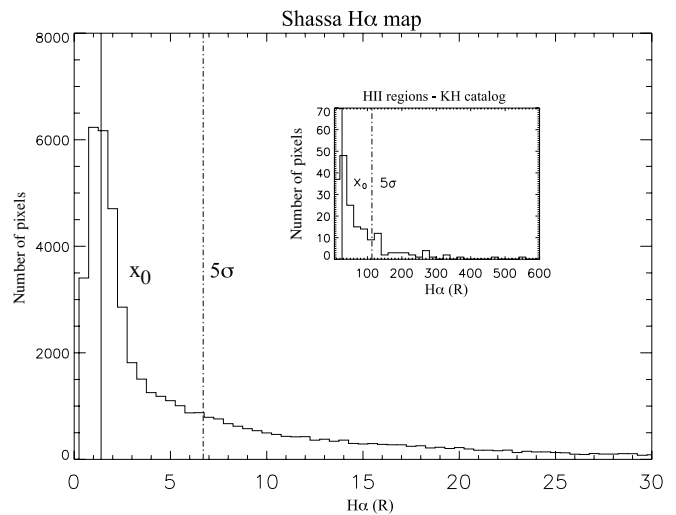 Shassa Hα map
8000
6000
4000
2000
0
Number of pixels
x0
5σ
0 5 10 15 20 25 30
Hα (R)
HII regions - KH catalog
70
60
50
40
30
20
10
0
Number of pixels
x0 5σ
100 200 300 400 500 600
Hα (R)